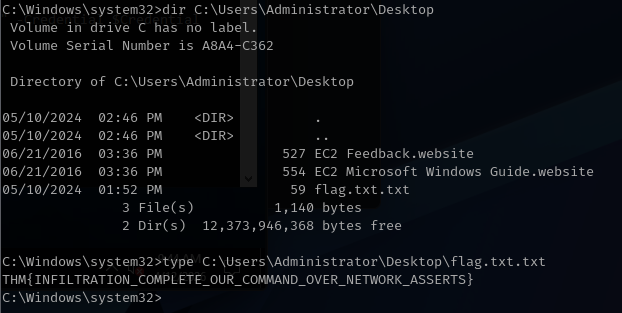 C:\Windows\system32>dir C:\Users\Administrator\Desktop
 Volume in drive C has no label.
 Volume Serial Number is A8A4-C362

 Directory of C:\Users\Administrator\Desktop

05/10/2024  02:46 PM    <DIR>          .
05/10/2024  02:46 PM    <DIR>          ..
06/21/2016  03:36 PM               527 EC2 Feedback.website
06/21/2016  03:36 PM               554 EC2 Microsoft Windows Guide.website
05/10/2024  01:52 PM                59 flag.txt.txt
               3 File(s)          1,140 bytes
               2 Dir(s)  12,373,946,368 bytes free

C:\Windows\system32>type C:\Users\Administrator\Desktop\flag.txt.txt
THM{INFILTRATION_COMPLETE_OUR_COMMAND_OVER_NETWORK_ASSERTS}
C:\Windows\system32>